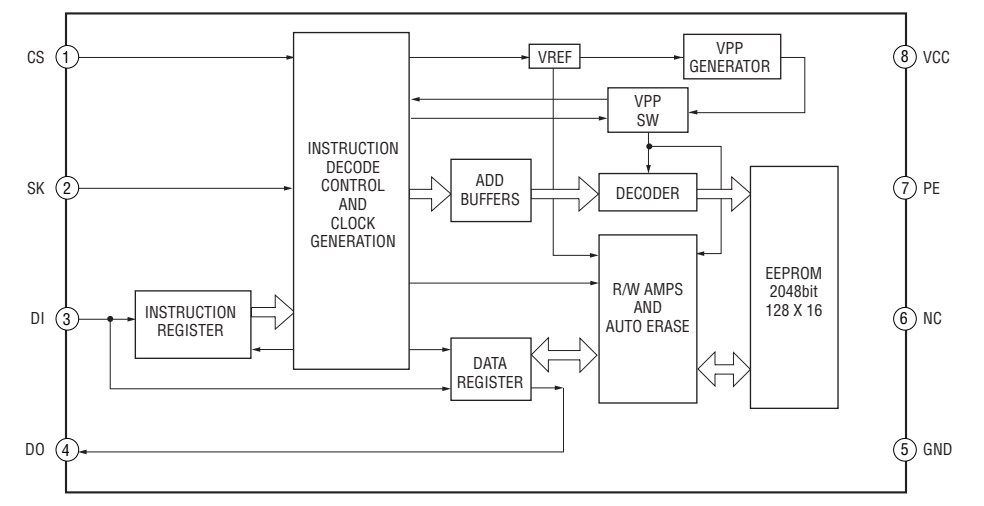 CS 1
VREF
VPP
GENERATOR
8 VCC
VPP
SW
INSTRUCTION
DECODE
CONTROL
AND
CLOCK
GENERATION
SK 2
ADD
BUFFERS
DECODER
7 PE
EEPROM
2048bit
128 X 16
R/W AMPS
AND
AUTO ERASE
DI 3
INSTRUCTION
REGISTER
6 NC
DATA
REGISTER
DO 4
5 GND